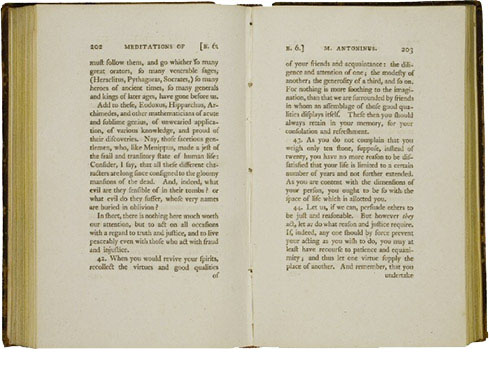 202 MEDITATIONS OF [B. 6.
muſt follow them, and go whither ſo many
great orators, ſo many venerable ſages,
(Heraclitus, Pythagoras, Socrates,) ſo many
heroes of ancient times, ſo many generals
and kings of later ages, have gone before us.
Add to theſe, Eudoxus, Hipparchus, Ar-
chimedes, and other mathematicians of acute
and ſublime genius, of unwearied applica-
tion, of various knowledge, and proud of
their diſcoveries. Nay, thoſe facetious gen-
tlemen, who, like Menippus, made a jeſt of
the frail and tranſitory ſtate of human life:
Conſider, I ſay, that all theſe different cha-
racters are long ſince conſigned to the gloomy
manſions of the dead. And, indeed, what
evil are they ſenſible of in their tombs? or
what evil do they ſuffer, whoſe very names
are buried in oblivion?
In ſhort, there is nothing here much worth
our attention, but to act on all occaſions
with a regard to truth and juſtice, and to live
peaceably even with thoſe who act with fraud
and injuſtice.
42. When you would revive your ſpirits,
recollect the virtues and good qualities
of
B. 6.] M. ANTONINUS. 203
of your friends and acquaintance: the dili-
gence and attention of one; the modeſty of
another; the generoſity of a third, and ſo on.
For nothing is more ſoothing to the imagi-
nation, than that we are ſurrounded by friends
in whom an aſſemblage of theſe good qua-
lities diſplays itſelf. Theſe then you ſhould
always retain in your memory, for your
conſolation and refreſhment.
43. As you do not complain that you
weigh only ten ſtone, ſuppoſe, inſtead of
twenty, you have no more reaſon to be diſ-
ſatisfied that your life is limited to a certain
number of years and not further extended.
As you are content with the dimenſions of
your perſon, you ought to be ſo with the
ſpace of life which is allotted you.
44. Let us, if we can, perſuade others to
be juſt and reaſonable. But however they
act, let us do what reaſon and juſtice require.
If, indeed, any one ſhould by force prevent
your acting as you wiſh to do, you may at
leaſt have recourſe to patience and equani-
mity; and thus let one virtue ſupply the
place of another. And remember, that you
undertake